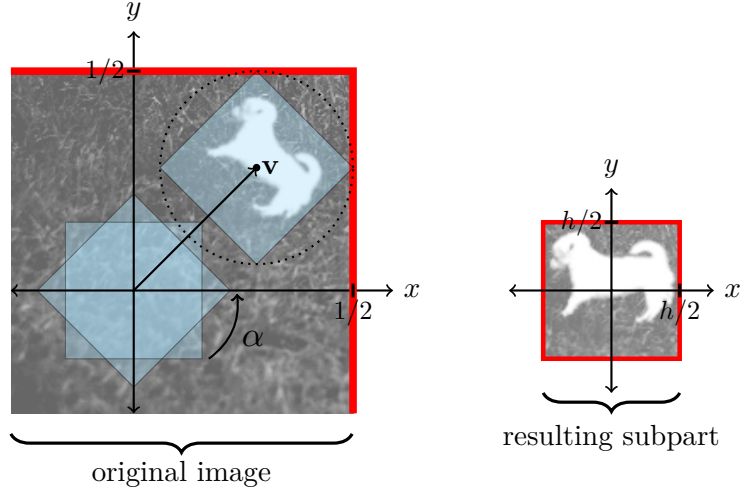 y
1/2
v
x
1/2
α
original image
y
h/2
x
h/2
resulting subpart